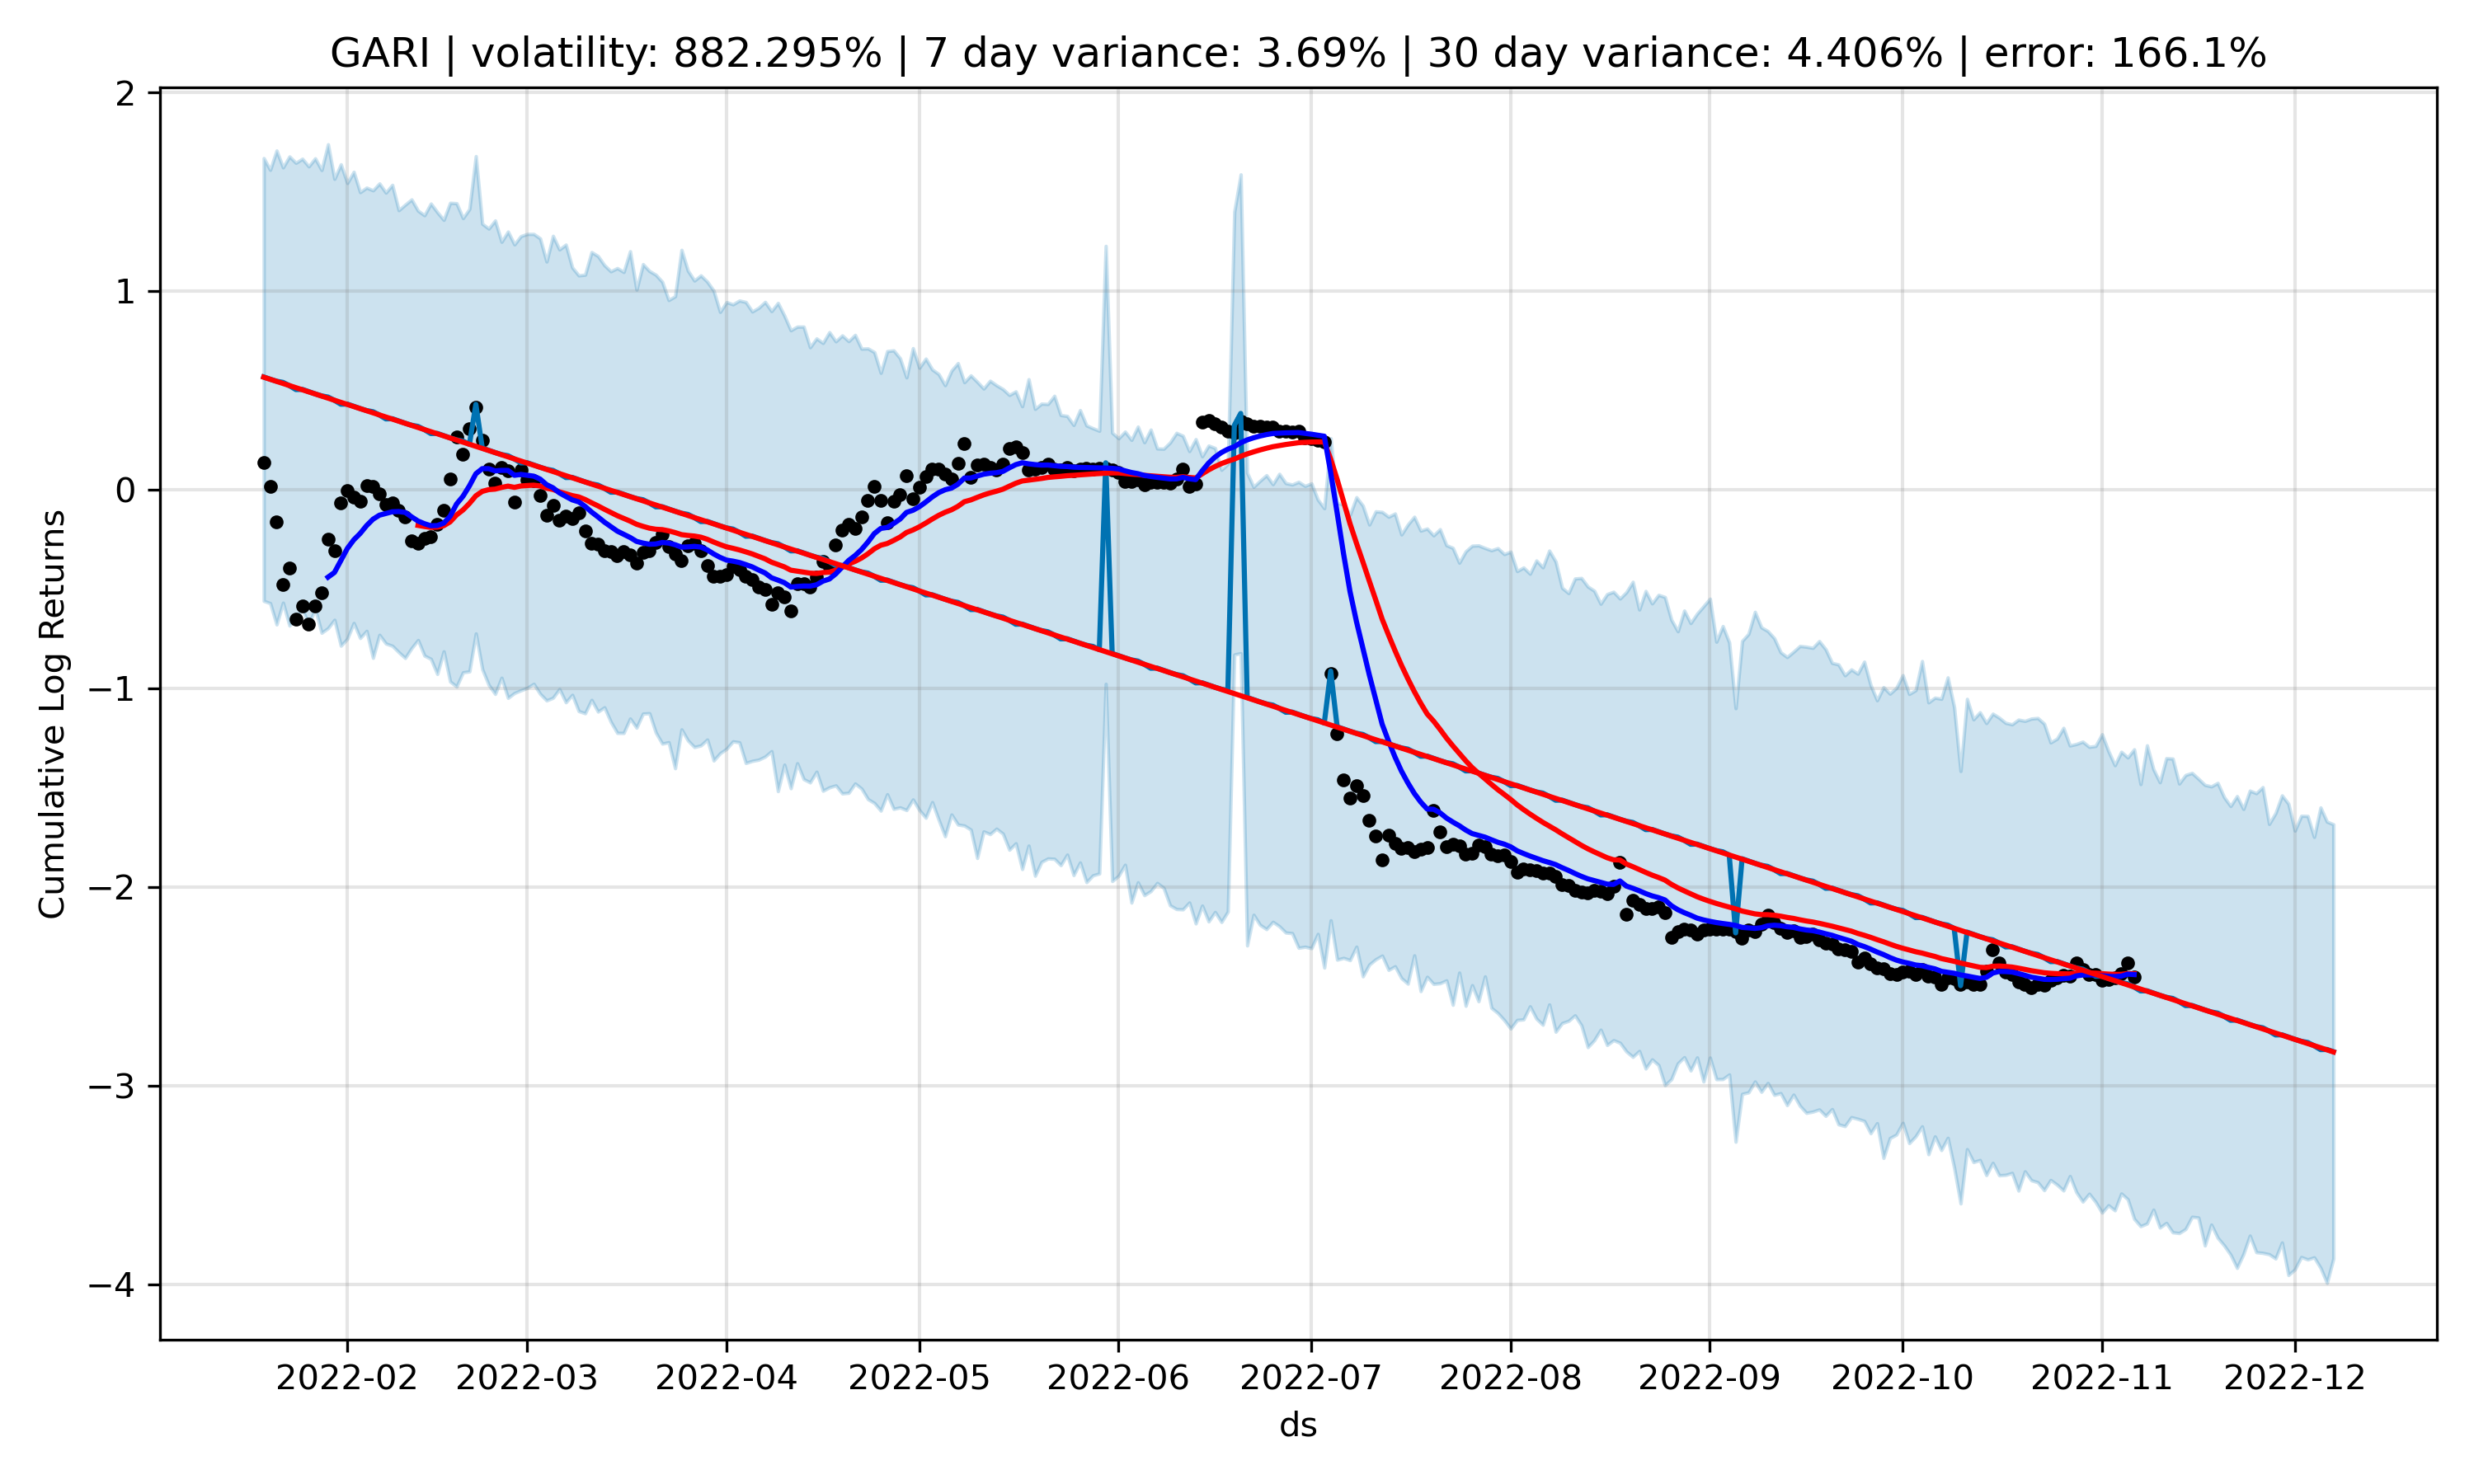 GARI | volatility: 882.295% | 7 day variance: 3.69% | 30 day variance: 4.406% | error: 166.1%
Cumulative Log Returns
2
1
0
−1
−2
−3
−4
2022-02 2022-03 2022-04 2022-05 2022-06 2022-07 2022-08 2022-09 2022-10 2022-11 2022-12
ds